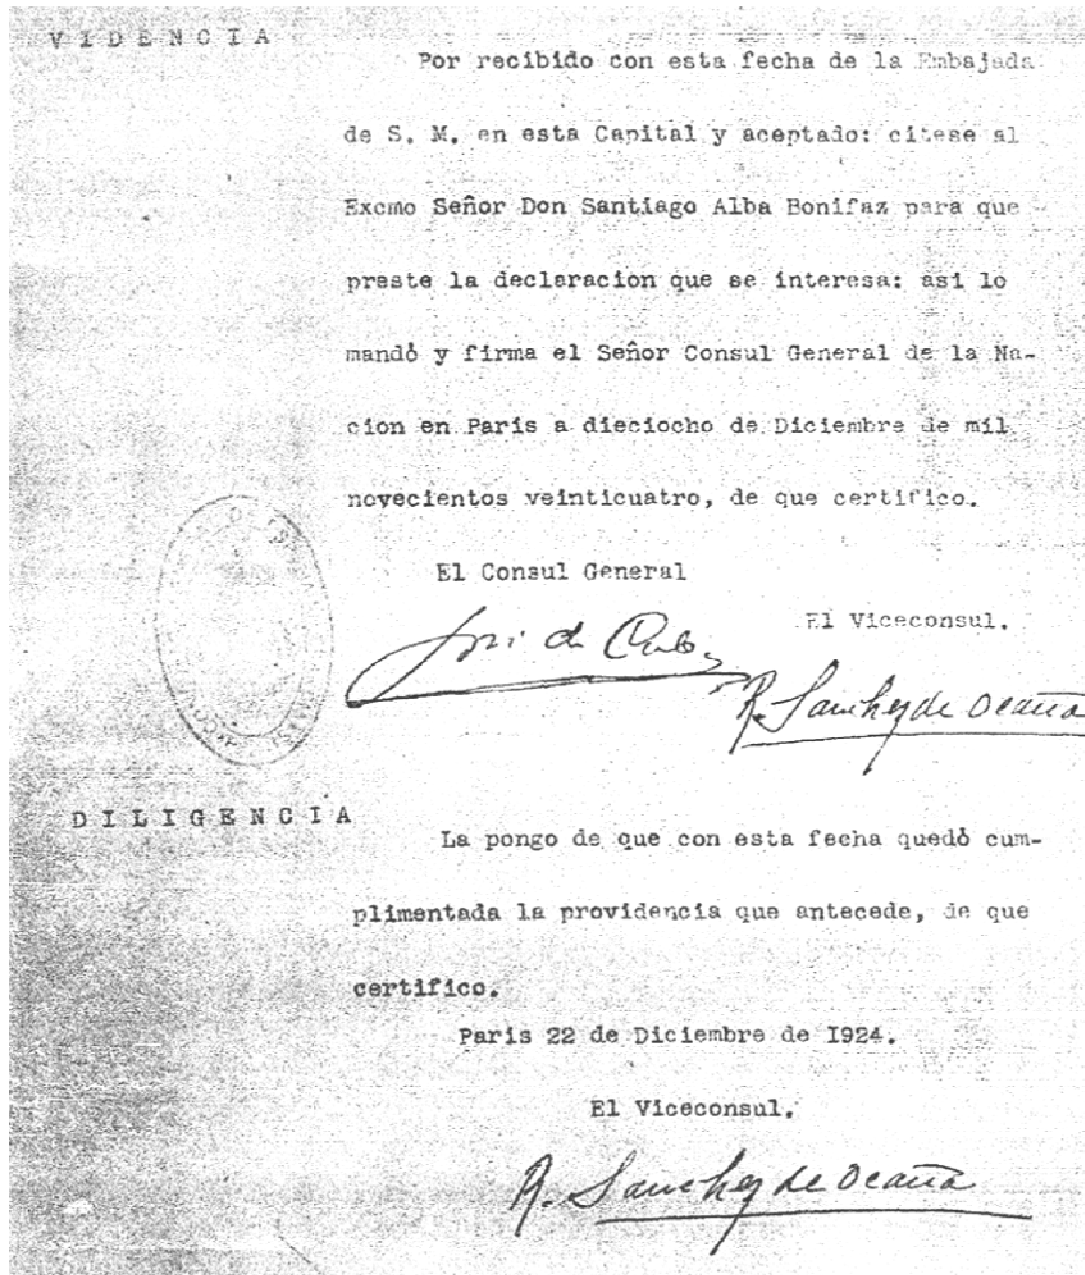 VIDENCIA
Por recibido con esta fecha de la Embajada
de S. M. en esta Capital y aceptado: citese al
Excmo Señor Don Santiago Alba Bonifaz para que
preste la declaracion que se interesa: asi lo
mandó y firma el Señor Consul General de la Na-
cion en Paris a dieciocho de Diciembre de mil
novecientos veinticuatro, de que certifico.
El Consul General
El Viceconsul.
R. Sanchez de Ocaña
DILIGENCIA
La pongo de que con esta fecha quedó cum-
plimentada la providencia que antecede, de que
certifico.
Paris 22 de Diciembre de I924.
El Viceconsul.
R. Sanchez de Ocaña